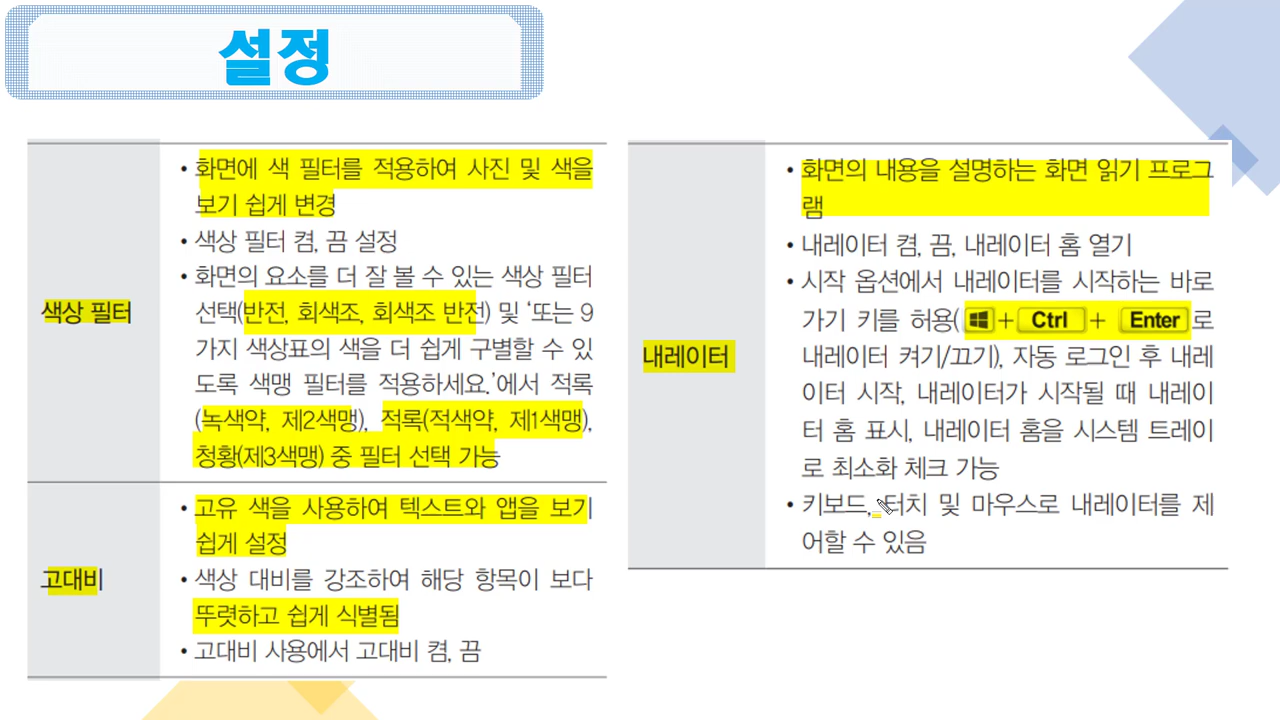 설정
색상 필터
• 화면에 색 필터를 적용하여 사진 및 색을
보기 쉽게 변경
• 색상 필터 켬, 끔 설정
• 화면의 요소를 더 잘 볼 수 있는 색상 필터
선택(반전, 회색조, 회색조 반전) 및 ‘또는 9
가지 색상표의 색을 더 쉽게 구별할 수 있
도록 색맹 필터를 적용하세요.’에서 적록
(녹색약, 제2색맹), 적록(적색약, 제1색맹),
청황(제3색맹) 중 필터 선택 가능
고대비
• 고유 색을 사용하여 텍스트와 앱을 보기
쉽게 설정
• 색상 대비를 강조하여 해당 항목이 보다
뚜렷하고 쉽게 식별됨
• 고대비 사용에서 고대비 켬, 끔
내레이터
• 화면의 내용을 설명하는 화면 읽기 프로그
램
• 내레이터 켬, 끔, 내레이터 홈 열기
• 시작 옵션에서 내레이터를 시작하는 바로
가기 키를 허용( + Ctrl + Enter 로
내레이터 켜기/끄기), 자동 로그인 후 내레
이터 시작, 내레이터가 시작될 때 내레이
터 홈 표시, 내레이터 홈을 시스템 트레이
로 최소화 체크 가능
• 키보드, 터치 및 마우스로 내레이터를 제
어할 수 있음